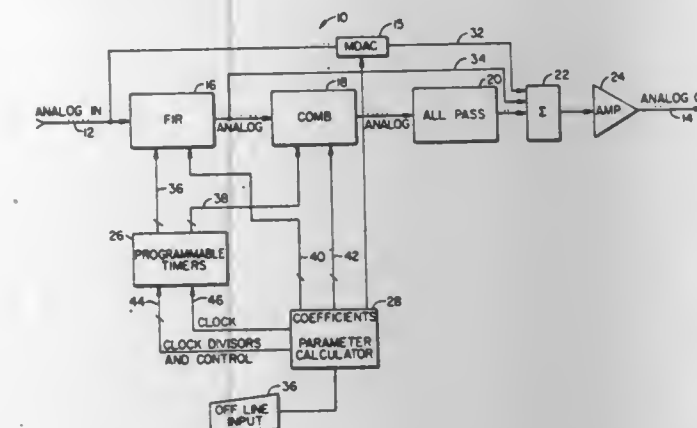 10
15
MDAC
32
34
16
18
20
22
24
ANALOG IN
12
FIR
ANALOG
COMB
ANALOG
ALL PASS
Σ
AMP
ANALOG
14
36
38
26
PROGRAMMABLE
TIMERS
40
42
44
46
28
CLOCK
COEFFICIENTS
CLOCK DIVISORS
AND CONTROL
PARAMETER
CALCULATOR
36
OFF LINE
INPUT